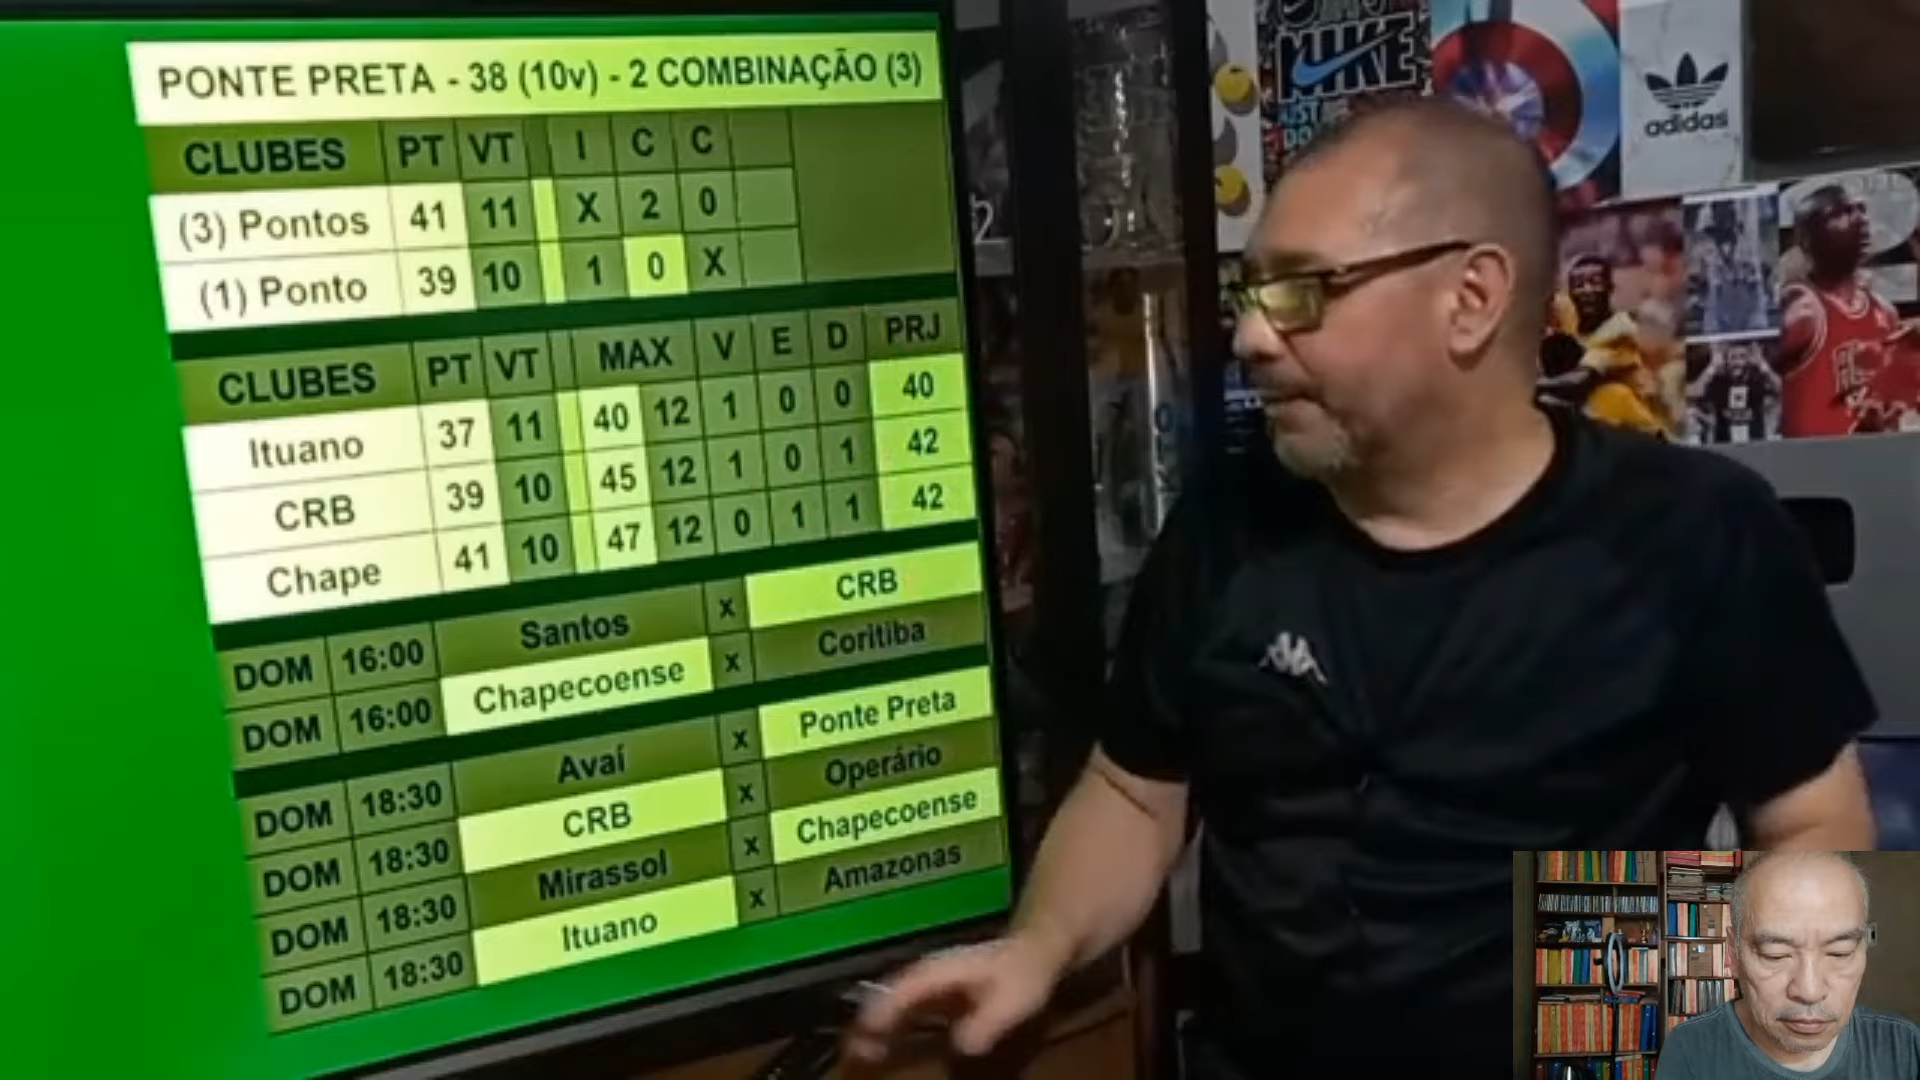 PONTE PRETA - 38 (10v) - 2 COMBINAÇÃO (3)
CLUBES PT VT I C C
(3) Pontos 41 11 X 2 0
(1) Ponto 39 10 1 0 X
CLUBES PT VT MAX V E D PRJ
Ituano 37 11 40 12 1 0 0 40
CRB 39 10 45 12 1 0 1 42
Chape 41 10 47 12 0 1 1 42
DOM 16:00 Santos x CRB
DOM 16:00 Chapecoense x Coritiba
DOM 18:30 Avaí x Ponte Preta
DOM 18:30 CRB x Operário
DOM 18:30 Mirassol x Chapecoense
DOM 18:30 Ituano x Amazonas
NIKE
JUST
DO
adidas